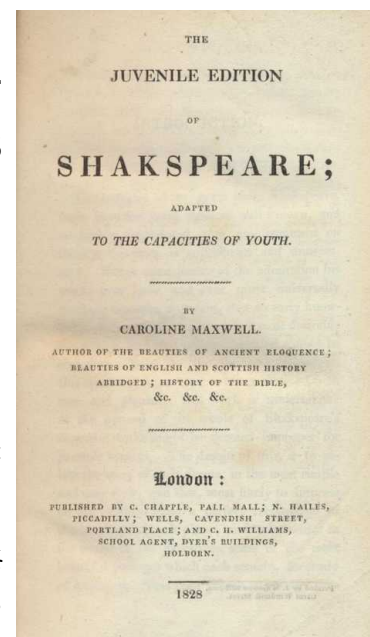 THE
JUVENILE EDITION
OF
SHAKSPEARE;
ADAPTED
TO THE CAPACITIES OF YOUTH.
BY
CAROLINE MAXWELL.
AUTHOR OF THE BEAUTIES OF ANCIENT ELOQUENCE;
BEAUTIES OF ENGLISH AND SCOTTISH HISTORY
ABRIDGED; HISTORY OF THE BIBLE,
&c. &c. &c.
London:
PUBLISHED BY C. CHAPPLE, PALL MALL; N. HAILES,
PICCADILLY; WELLS, CAVENDISH STREET,
PORTLAND PLACE; AND C. H. WILLIAMS,
SCHOOL AGENT, DYER'S BUILDINGS,
HOLBORN.
1828